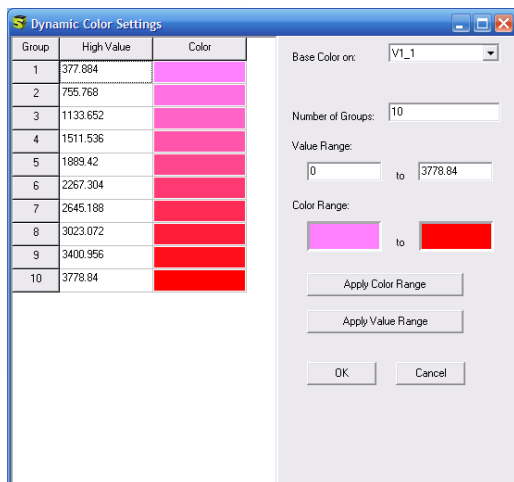 Dynamic Color Settings
Group High Value Color
1 377.884
2 755.768
3 1133.652
4 1511.536
5 1889.42
6 2267.304
7 2645.188
8 3023.072
9 3400.956
10 3778.84
Base Color on: V1_1
Number of Groups: 10
Value Range:
0 to 3778.84
Color Range:
to
Apply Color Range
Apply Value Range
OK Cancel